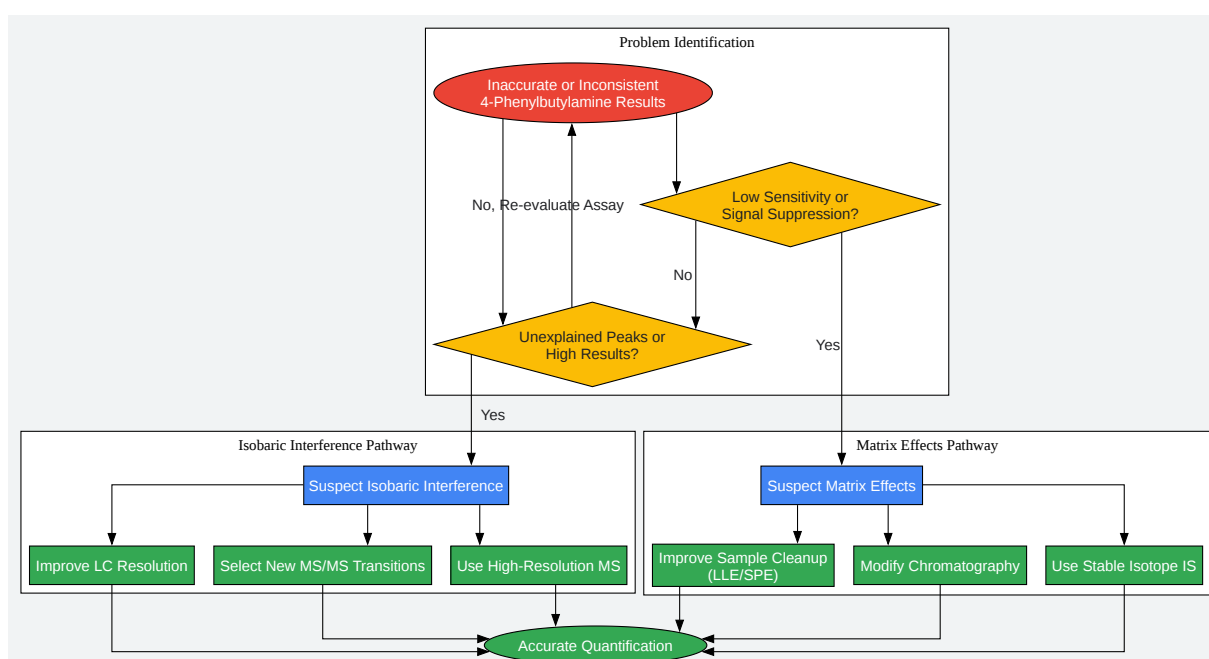 Problem Identification
Inaccurate or Inconsistent
4-Phenylbutylamine Results
Low Sensitivity or
Signal Suppression?
No, Re-evaluate Assay
No
Unexplained Peaks or
High Results?
Yes
Yes
Isobaric Interference Pathway
Matrix Effects Pathway
Suspect Isobaric Interference
Suspect Matrix Effects
Improve LC Resolution
Select New MS/MS Transitions
Use High-Resolution MS
Improve Sample Cleanup
(LLE/SPE)
Modify Chromatography
Use Stable Isotope IS
Accurate Quantification